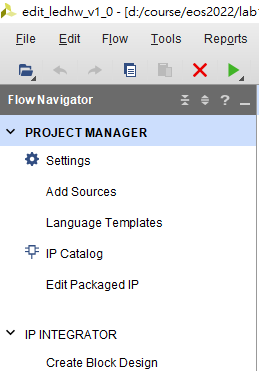 edit_ledhw_v1_0 - [d:/course/eos2022/lab
File Edit Flow Tools Reports
Flow Navigator
PROJECT MANAGER
Settings
Add Sources
Language Templates
IP Catalog
Edit Packaged IP
IP INTEGRATOR
Create Block Design